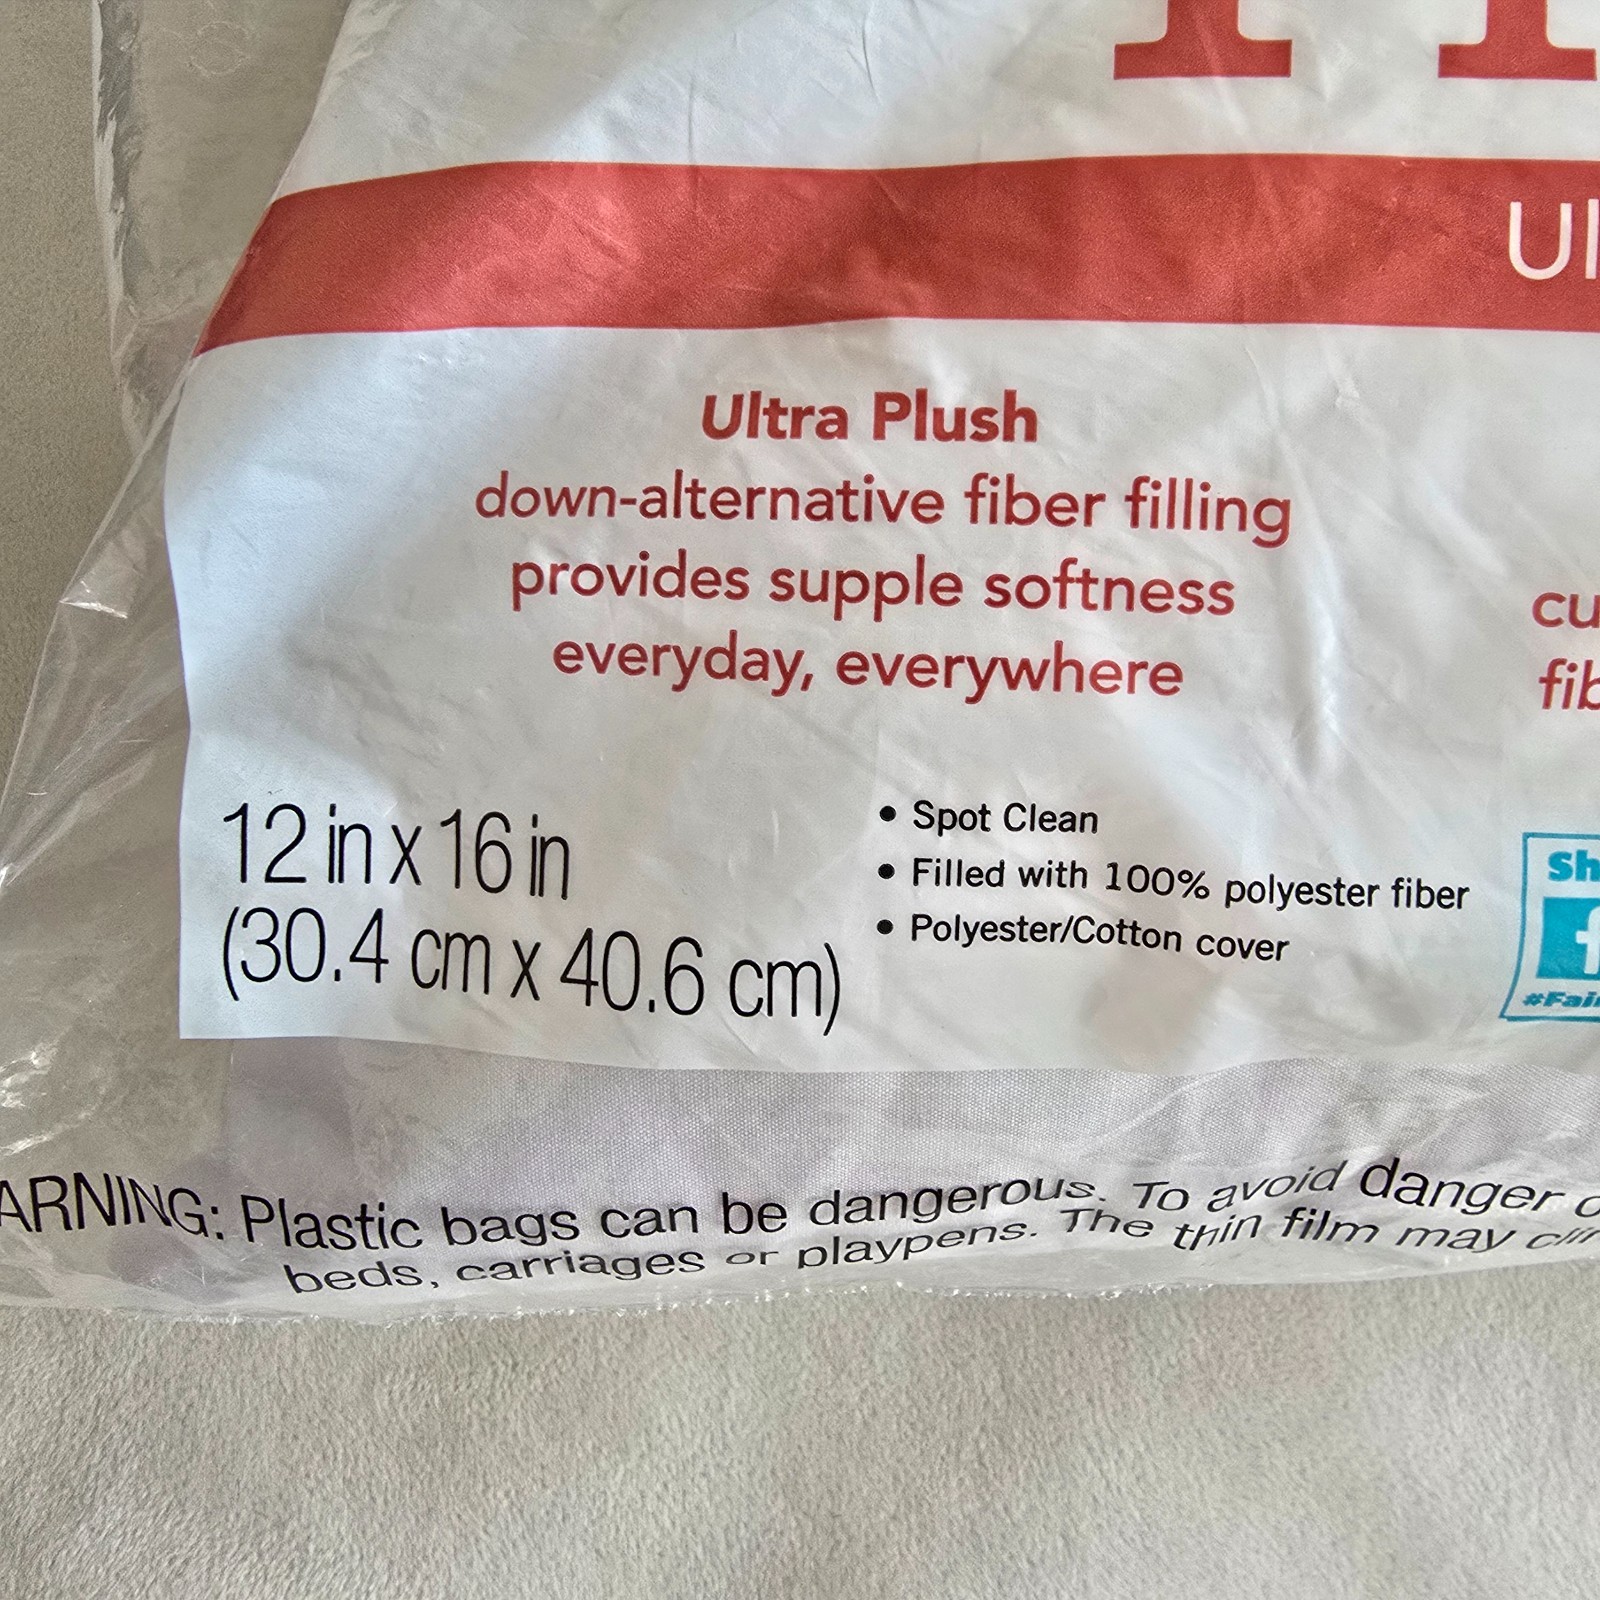 Ultra Plush
down-alternative fiber filling
provides supple softness
everyday, everywhere
12 in x 16 in
(30.4 cm x 40.6 cm)
• Spot Clean
• Filled with 100% polyester fiber
• Polyester/Cotton cover
WARNING: Plastic bags can be dangerous. To avoid danger
beds, carriages or playpens. The thin film may